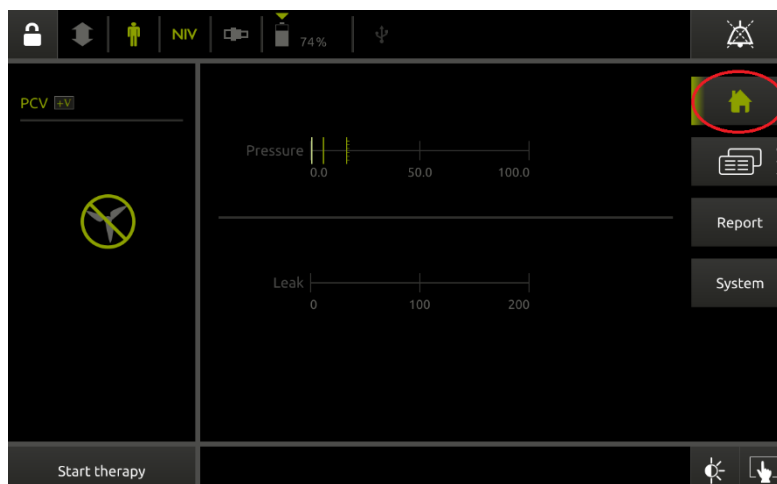 NIV
74%
PCV +V
Pressure
0.0 50.0 100.0
Report
Leak
System
0 100 200
Start therapy